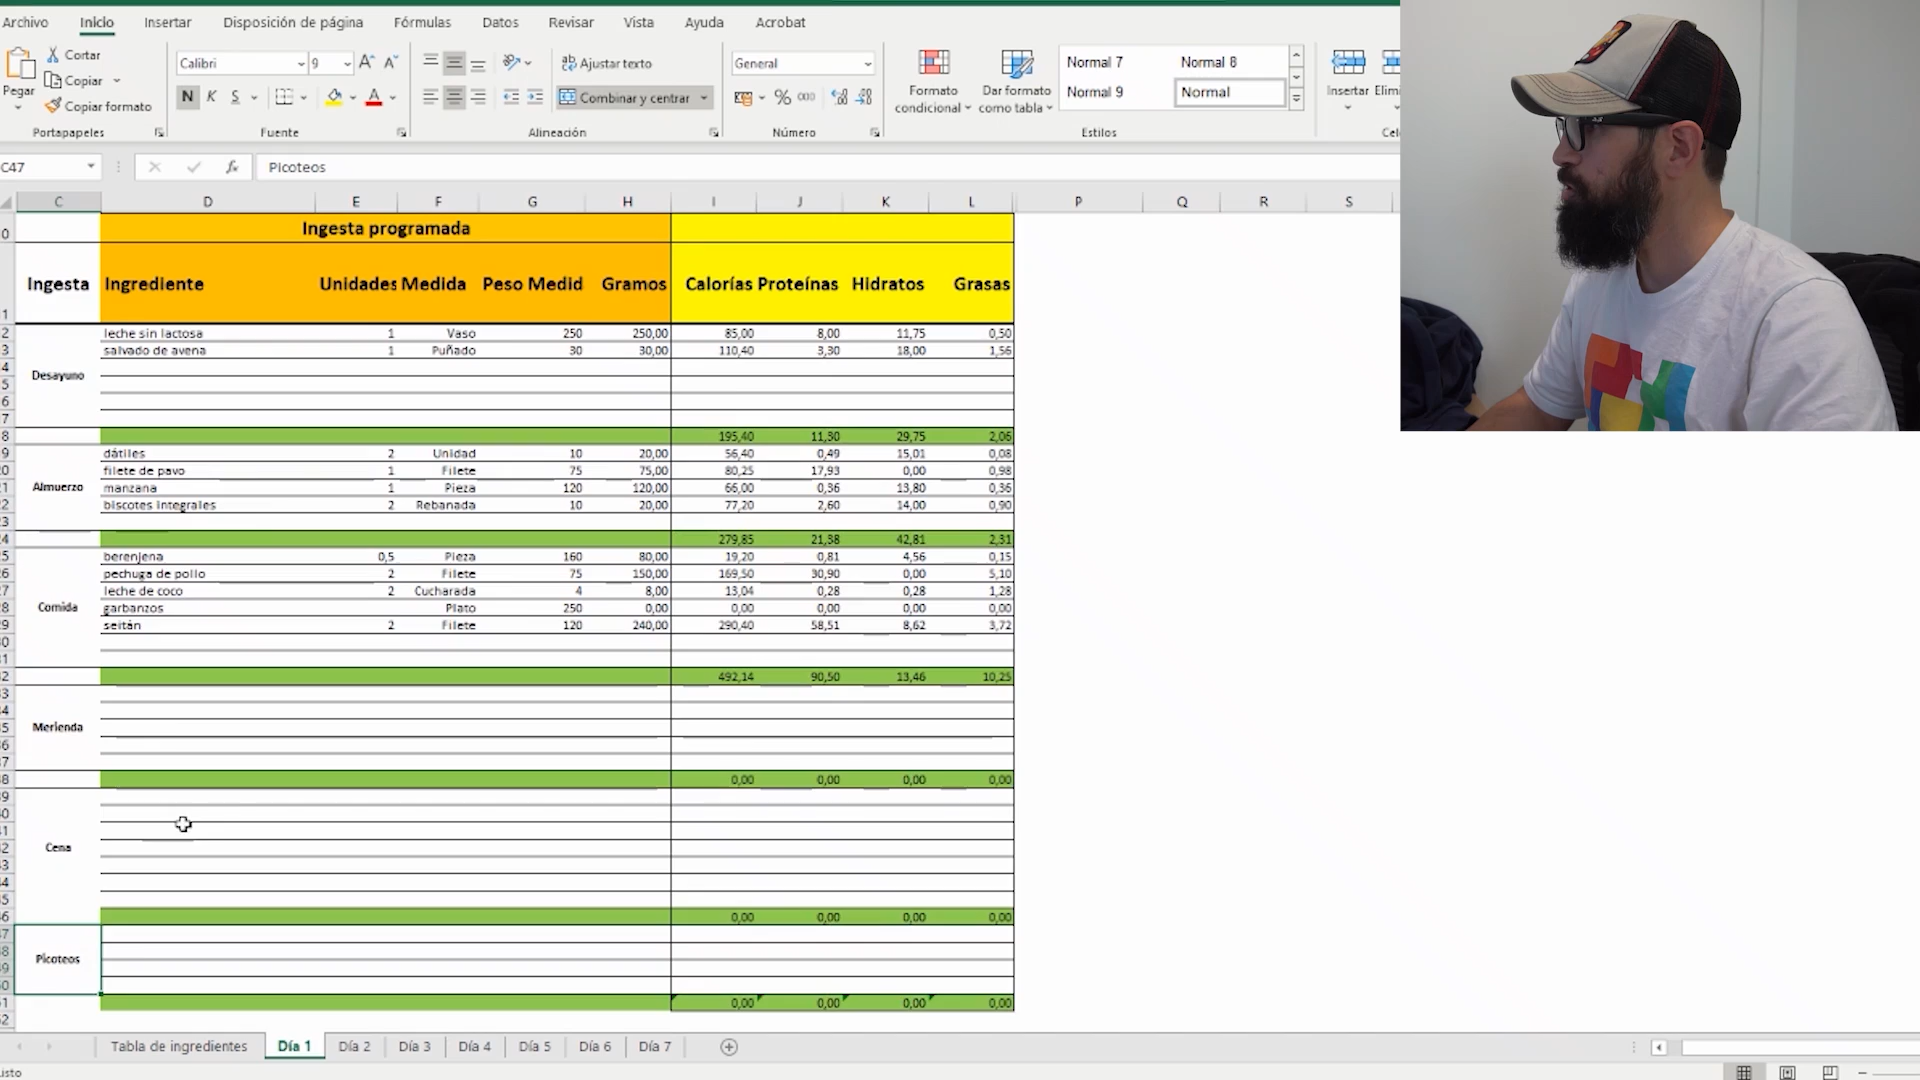 Archivo Inicio Insertar Disposición de página Fórmulas Datos Revisar Vista Ayuda Acrobat
Pegar Cortar
Copiar
Copiar formato
Portapapeles
Calibri 9
N K S
Fuente
Ajustar texto
Combinar y centrar
Alineación
General
% 000
Número
Formato condicional
Dar formato como tabla
Normal 7 Normal 8
Normal 9 Normal
Estilos
Insertar
C47 fx Picoteos
C D E F G H I J K L P Q R S
Ingesta programada
Ingesta Ingrediente Unidades Medida Peso Medid Gramos Calorías Proteínas Hidratos Grasas
leche sin lactosa 1 Vaso 250 250,00 85,00 8,00 11,75 0,50
salvado de avena 1 Puñado 30 30,00 110,40 3,30 18,00 1,56
Desayuno
195,40 11,30 29,75 2,06
dátiles 2 Unidad 10 20,00 56,40 0,49 15,01 0,08
filete de pavo 1 Filete 75 75,00 80,25 17,93 0,00 0,98
Almuerzo manzana 1 Pieza 120 120,00 66,00 0,36 13,80 0,36
biscotes integrales 2 Rebanada 10 20,00 77,20 2,60 14,00 0,90
279,85 21,38 42,81 2,31
berenjena 0,5 Pieza 160 80,00 19,20 0,81 4,56 0,15
pechuga de pollo 2 Filete 75 150,00 169,50 30,90 0,00 5,10
leche de coco 2 Cucharada 4 8,00 13,04 0,28 0,28 1,28
Comida garbanzos Plato 250 0,00 0,00 0,00 0,00 0,00
seitán 2 Filete 120 240,00 290,40 58,51 8,62 3,72
492,14 90,50 13,46 10,25
Merienda
0,00 0,00 0,00 0,00
Cena
0,00 0,00 0,00 0,00
Picoteos
0,00 0,00 0,00 0,00
Tabla de ingredientes Día 1 Día 2 Día 3 Día 4 Día 5 Día 6 Día 7